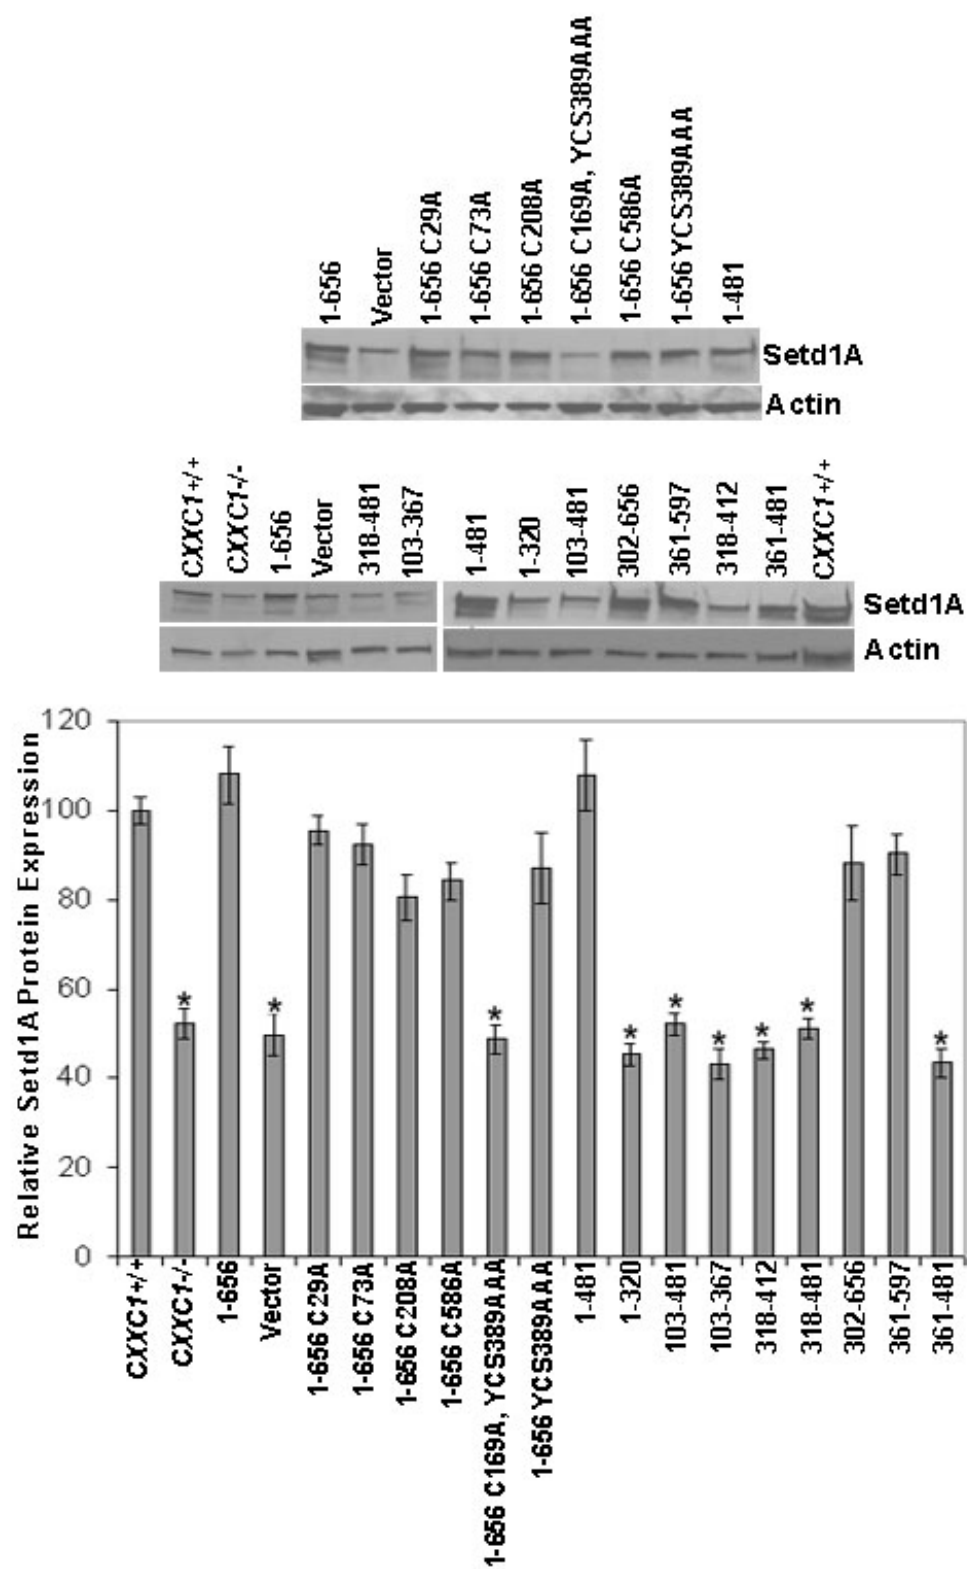 1-656
Vector
1-656 C29A
1-656 C73A
1-656 C208A
1-656 C169A, YCS389AAA
1-656 C586A
1-656 YCS389AAA
1-481
Setd1A
Actin
CXXC1+/+
CXXC1-/-
1-656
Vector
318-481
103-367
1-481
1-320
103-481
302-656
361-597
318-412
361-481
CXXC1+/+
Setd1A
Actin
Relative Setd1A Protein Expression
120
100
80
60
40
20
0
* * * * * * * * *
CXXC1+/+
CXXC1-/-
1-656
Vector
1-656 C29A
1-656 C73A
1-656 C208A
1-656 C586A
1-656 C169A, YCS389AAA
1-656 YCS389AAA
1-481
1-320
103-481
103-367
318-412
318-481
302-656
361-597
361-481